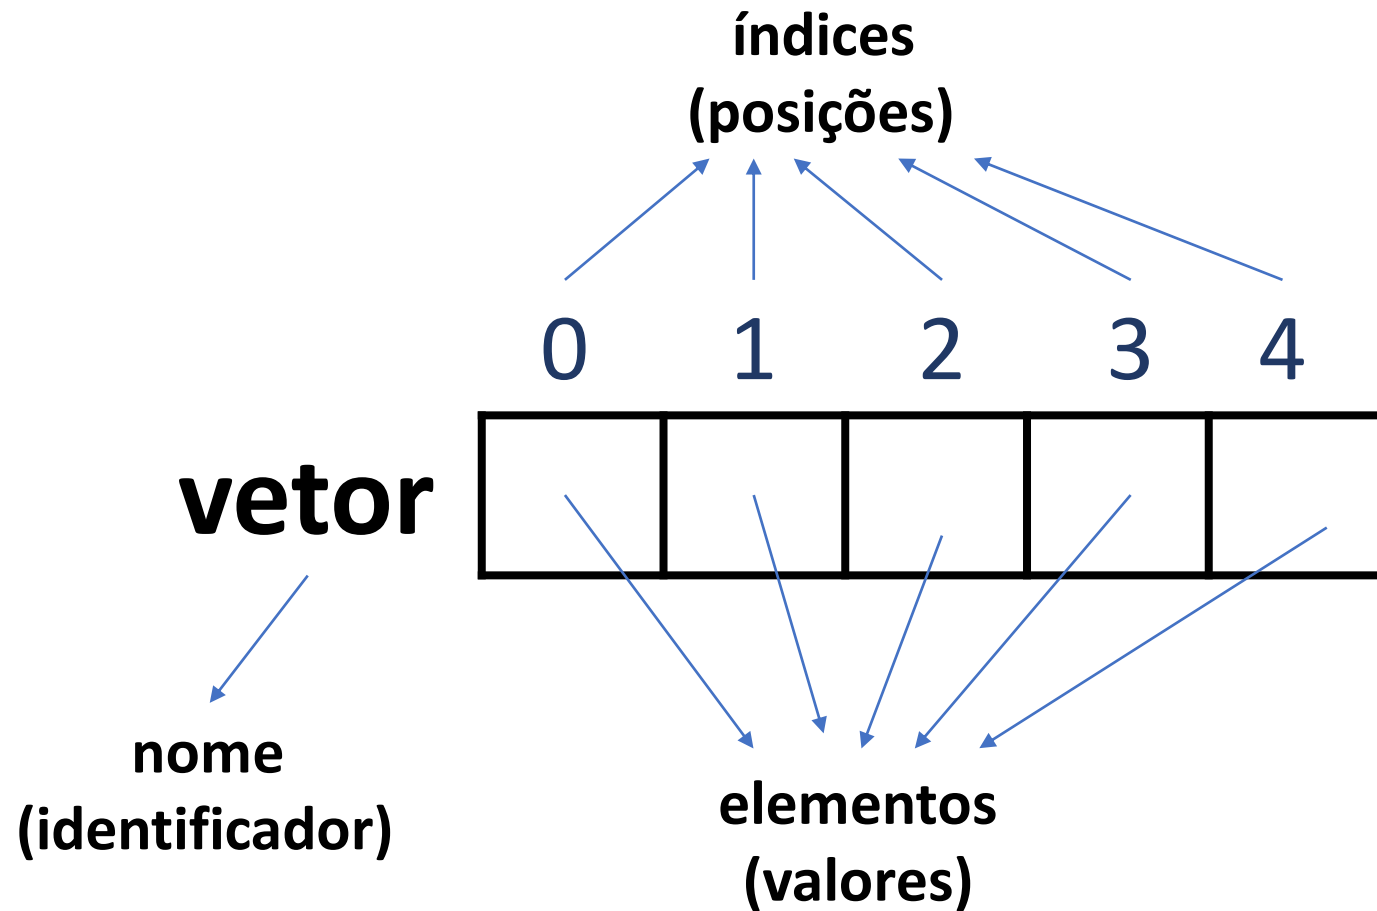 índices
(posições)
0 1 2 3 4
vetor
nome
(identificador)
elementos
(valores)